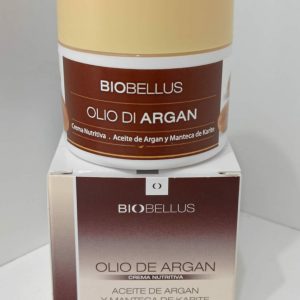 BIOBELLUS
OLIO DI ARGAN
Crema Nutritiva . Aceite de Argan y Manteca de Karite
BIOBELLUS
OLIO DE ARGAN
CREMA NUTRITIVA
ACEITE DE ARGAN
Y MANTECA DE KARITE